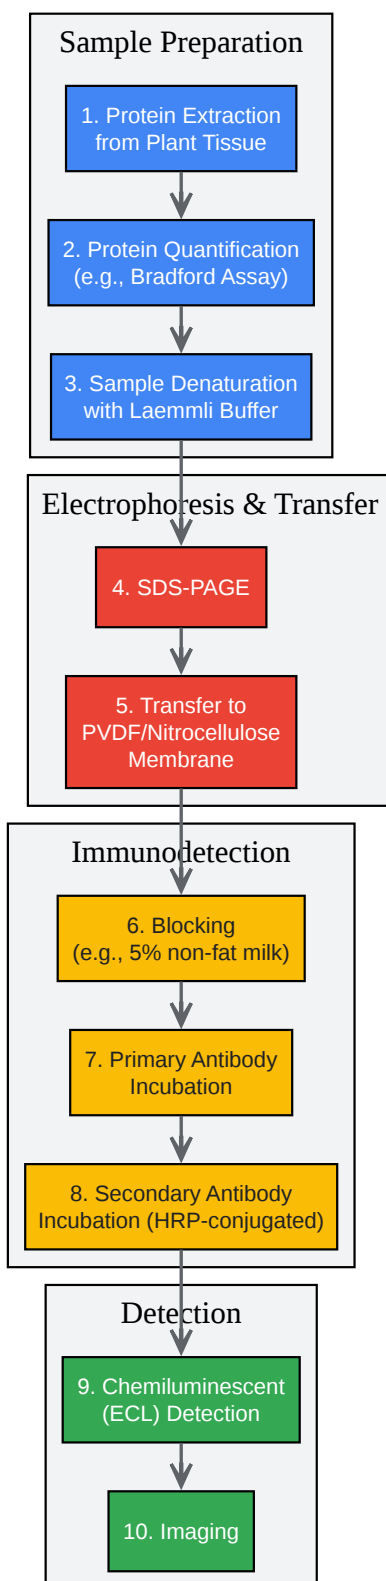 Sample Preparation
1. Protein Extraction
from Plant Tissue
2. Protein Quantification
(e.g., Bradford Assay)
3. Sample Denaturation
with Laemmli Buffer
Electrophoresis & Transfer
4. SDS-PAGE
5. Transfer to
PVDF/Nitrocellulose
Membrane
Immunodetection
6. Blocking
(e.g., 5% non-fat milk)
7. Primary Antibody
Incubation
8. Secondary Antibody
Incubation (HRP-conjugated)
Detection
9. Chemiluminescent
(ECL) Detection
10. Imaging